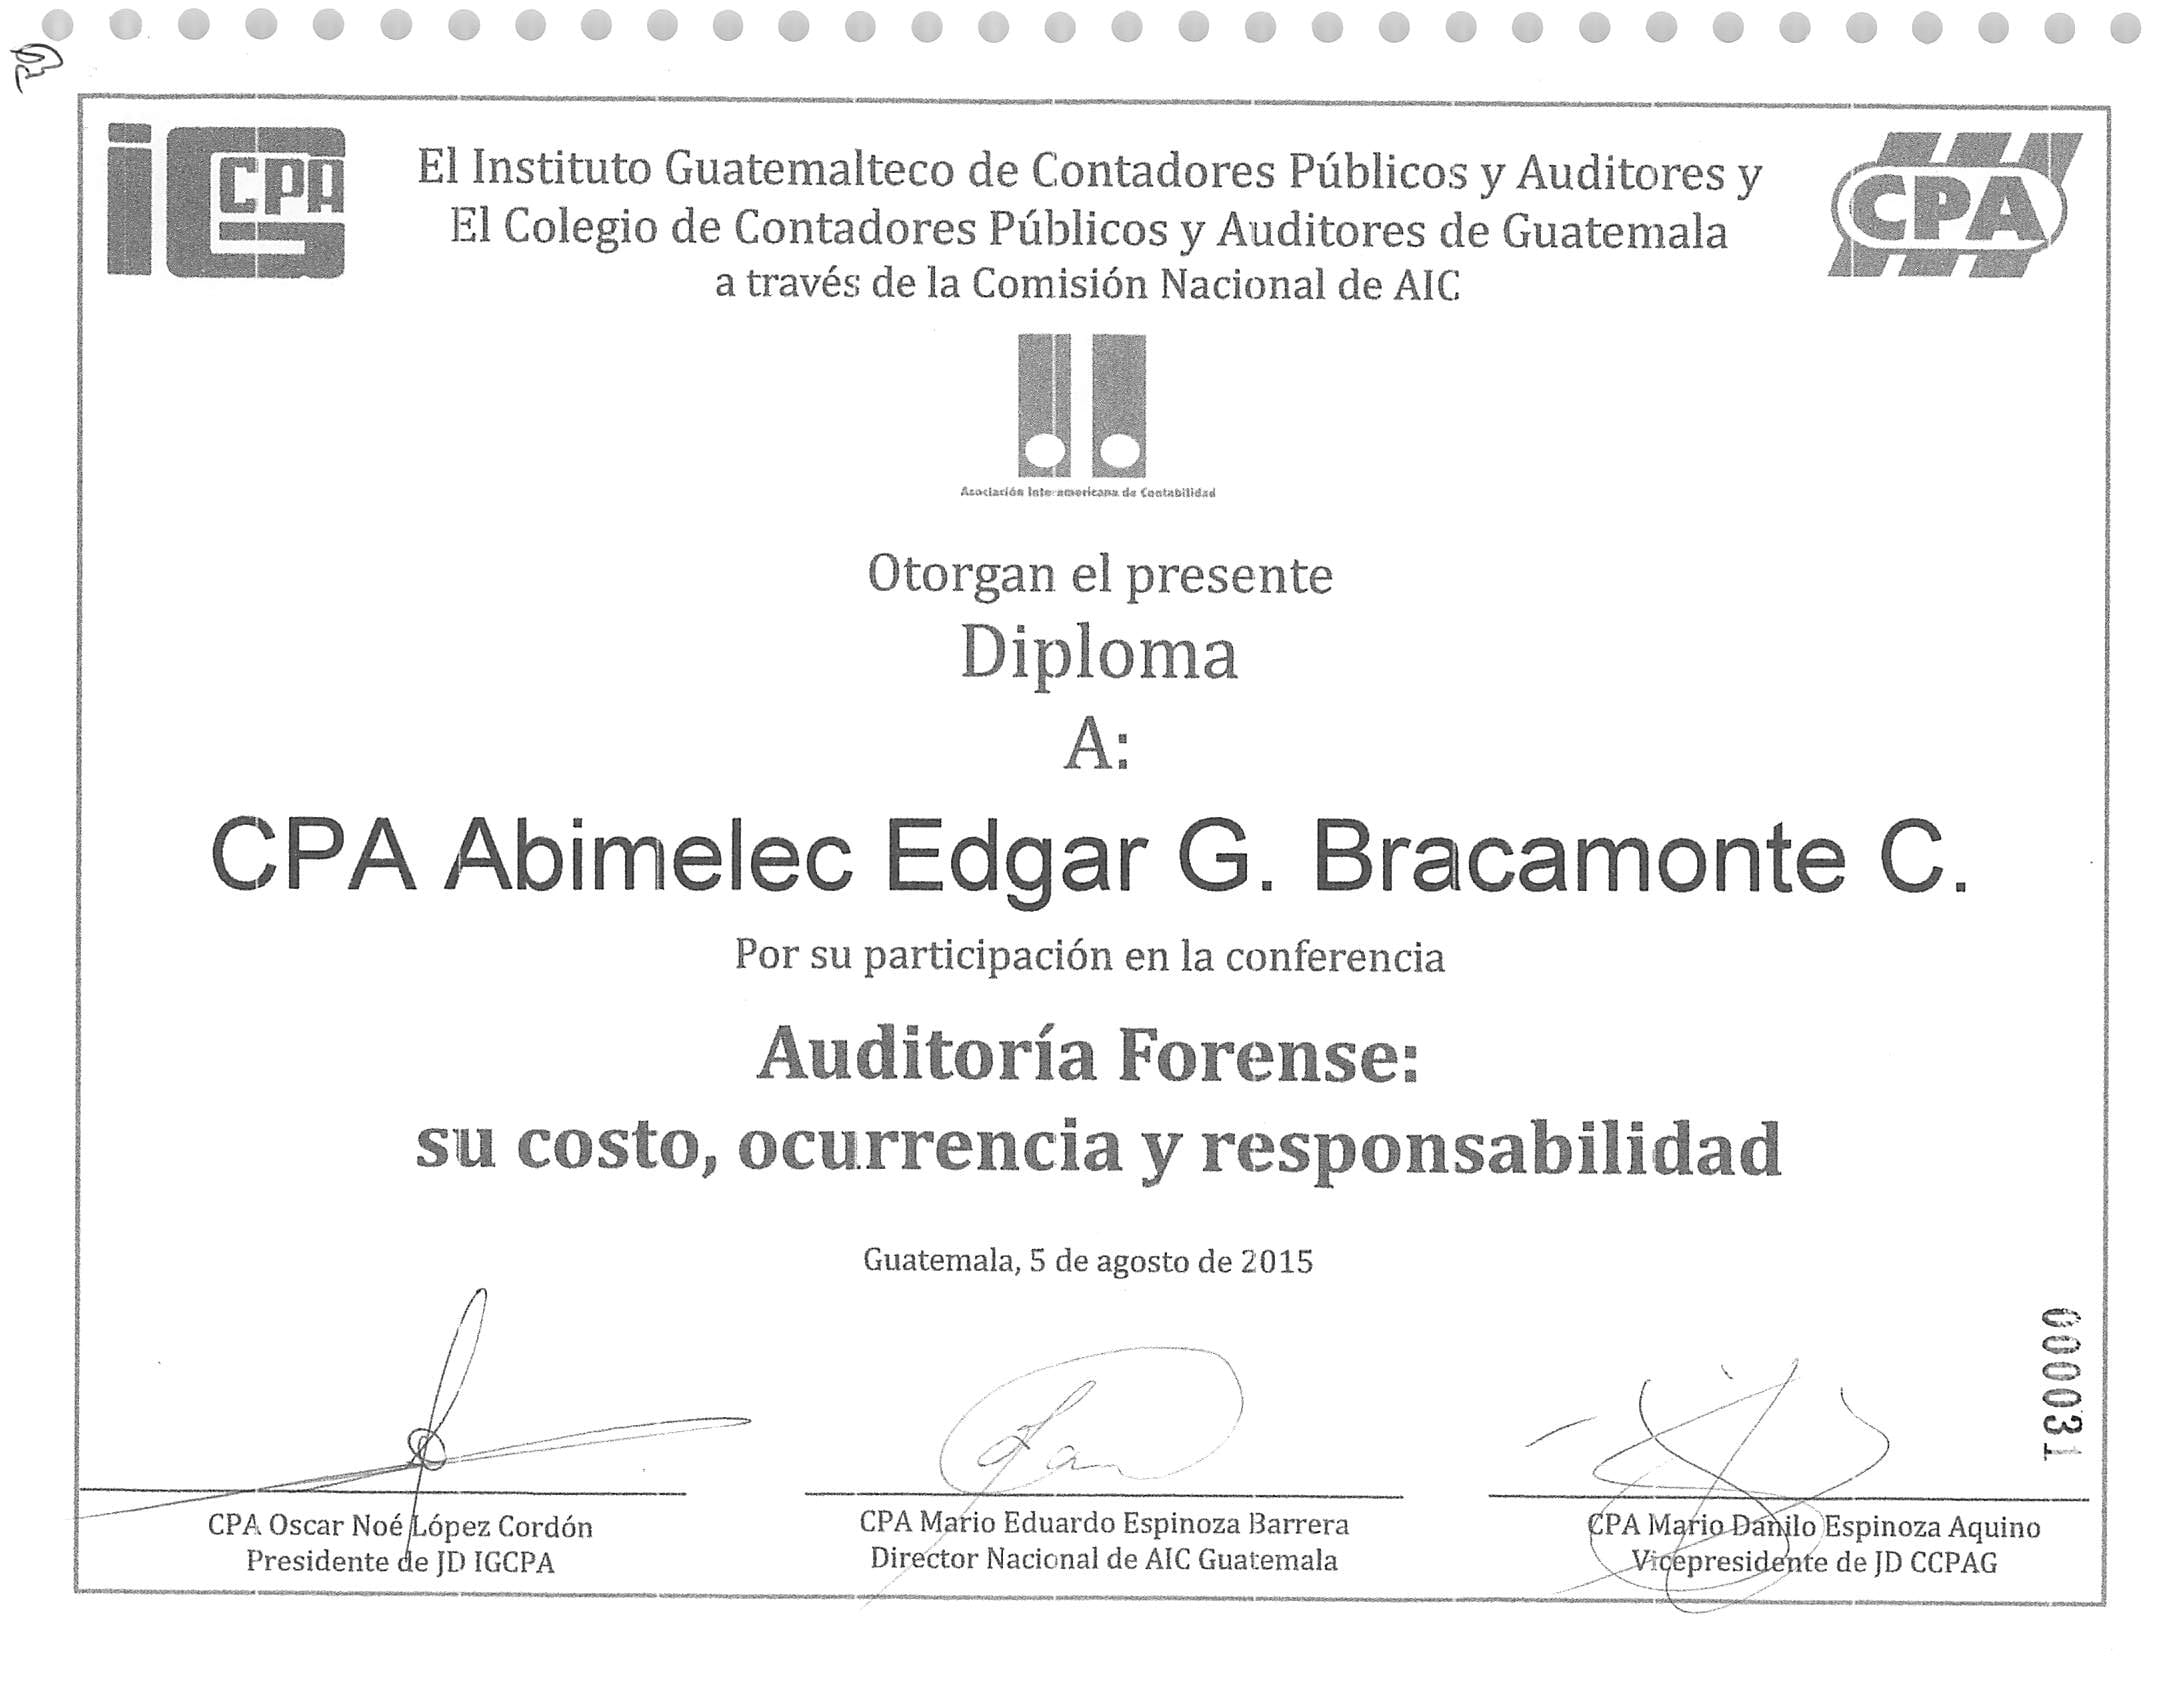 iG CPA
El Instituto Guatemalteco de Contadores Públicos y Auditores y
El Colegio de Contadores Públicos y Auditores de Guatemala
a través de la Comisión Nacional de AIC
CPA
Asociación Interamericana de Contabilidad
Otorgan el presente
Diploma
A:
CPA Abimelec Edgar G. Bracamonte C.
Por su participación en la conferencia
Auditoría Forense:
su costo, ocurrencia y responsabilidad
Guatemala, 5 de agosto de 2015
000031
CPA Oscar Noé López Cordón
Presidente de JD IGCPA
CPA Mario Eduardo Espinoza Barrera
Director Nacional de AIC Guatemala
CPA Mario Danilo Espinoza Aquino
Vicepresidente de JD CCPAG